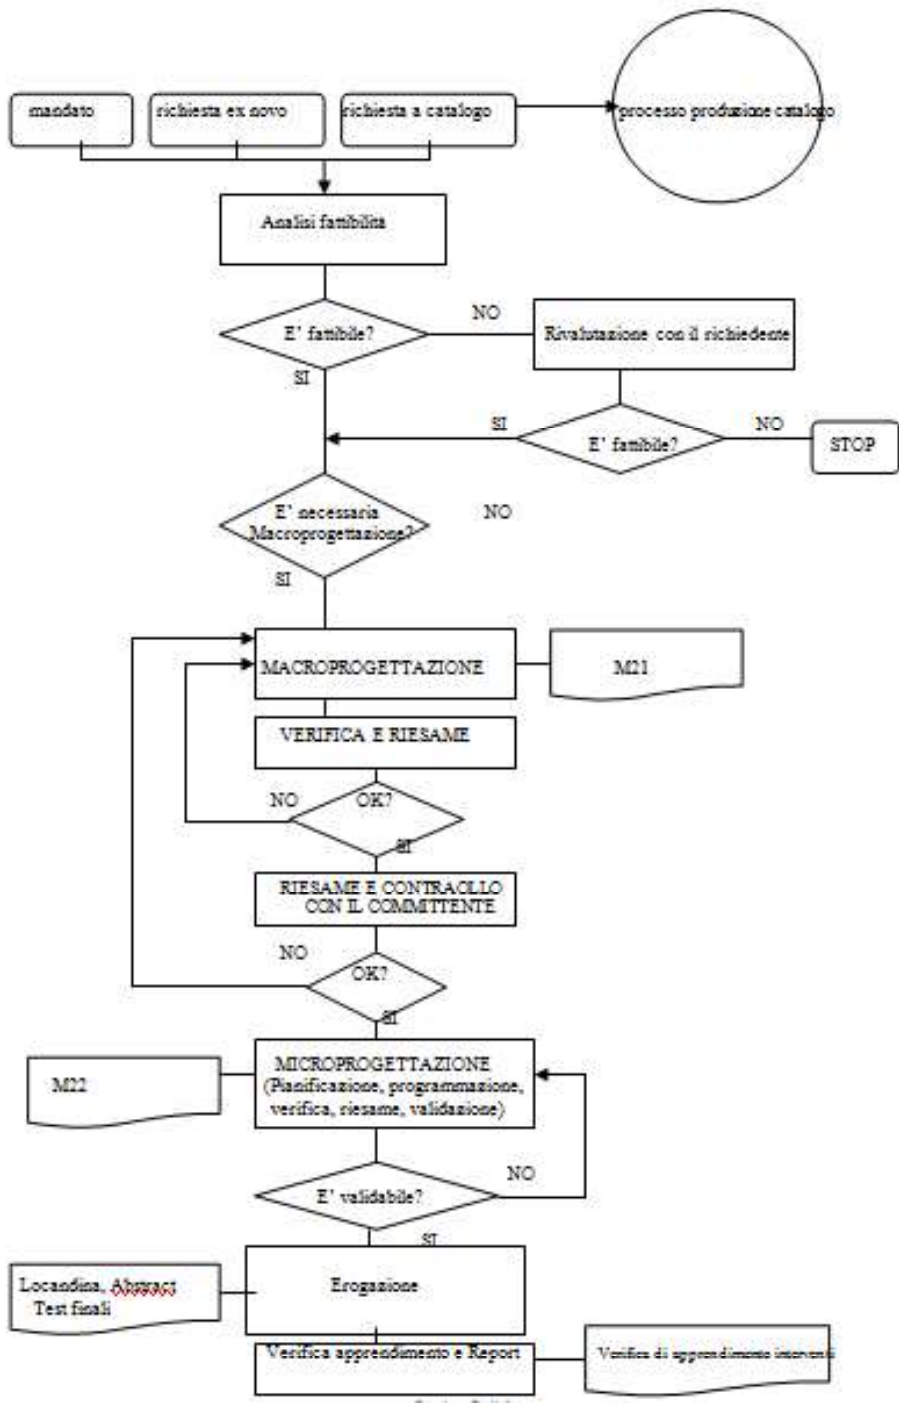 mandato
richiesta ex novo
richiesta a catalogo
processo produzione catalogo
Analisi fattibilità
E' fattibile?
NO
Rivalutazione con il richiedente
SI
SI
E' fattibile?
NO
STOP
E' necessaria
Macroprogettazione?
NO
SI
MACROPROGETTAZIONE
M21
VERIFICA E RIESAME
NO
OK?
SI
RIESAME E CONTRAOLLO
CON IL COMMITTENTE
NO
OK?
SI
M22
MICROPROGETTAZIONE
(Pianificazione, programmazione,
verifica, riesame, validazione)
E' validabile?
NO
SI
Locandina, Abstract
Test finali
Erogazione
Verifica apprendimento e Report
Verifica di apprendimento interventi